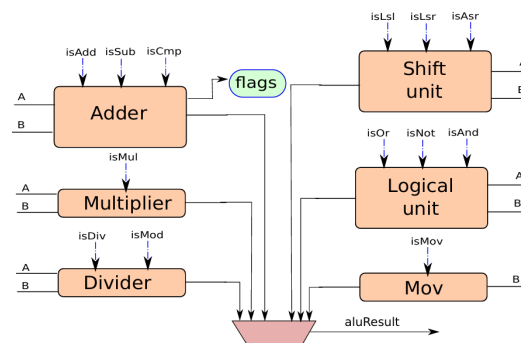 isLsl isLsr isAsr
isAdd isSub isCmp
flags
Shift
unit
A
B
Adder
A
B
isMul
isOr isNot isAnd
A
B
Multiplier
Logical
unit
A
B
isDiv isMod
isMov
A
B
Divider
Mov
B
aluResult